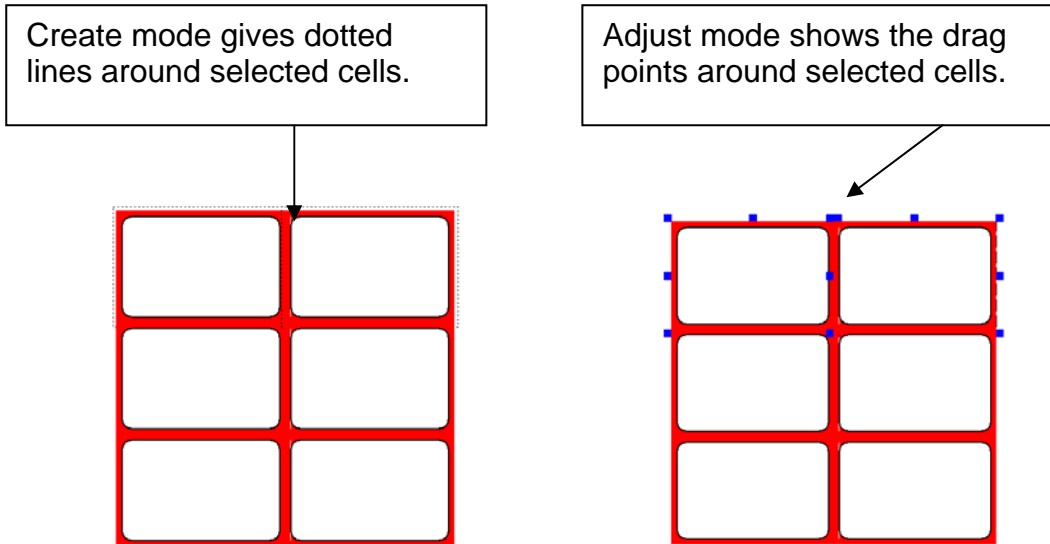 Create mode gives dotted
lines around selected cells.
Adjust mode shows the drag
points around selected cells.